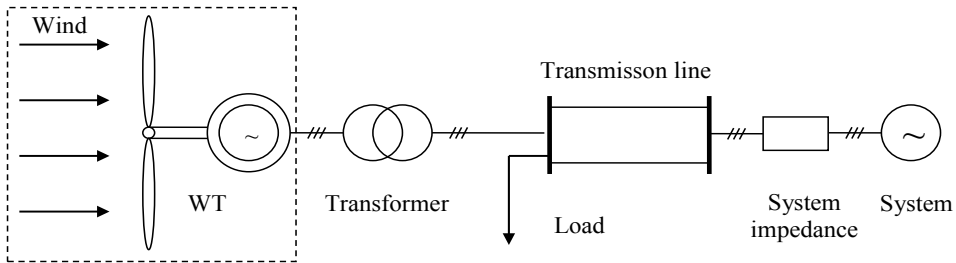 Wind
Transmisson line
~
~
WT
Transformer
Load
System
impedance
System